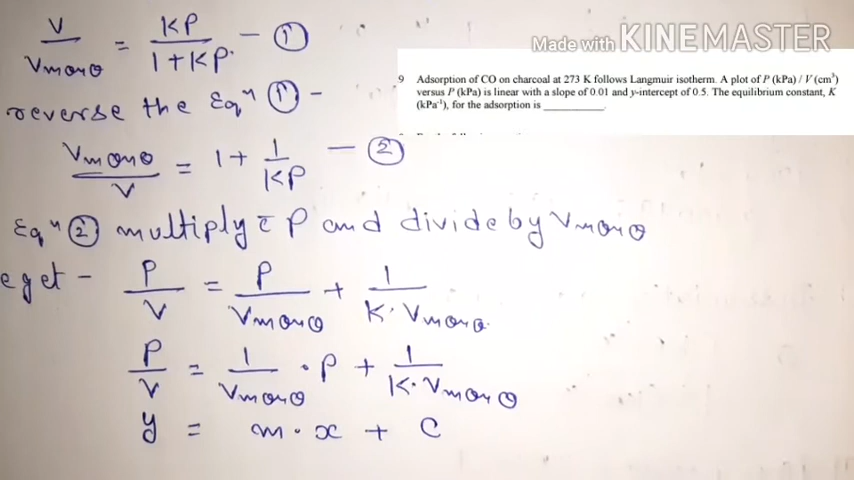 Made with KINEMASTER
9 Adsorption of CO on charcoal at 273 K follows Langmuir isotherm. A plot of P (kPa) / V (cm³)
versus P (kPa) is linear with a slope of 0.01 and y-intercept of 0.5. The equilibrium constant, K
(kPa⁻¹), for the adsorption is ___________.
V/Vmono = KP/1+KP. - ①
reverse the Eqⁿ ① -
Vmono/V = 1 + 1/KP - ②
Eqⁿ ② multiply c̄ P and divide by Vmono
e get - P/V = P/Vmono + 1/K·Vmono.
P/V = 1/Vmono · P + 1/K·Vmono
y = m·x + C